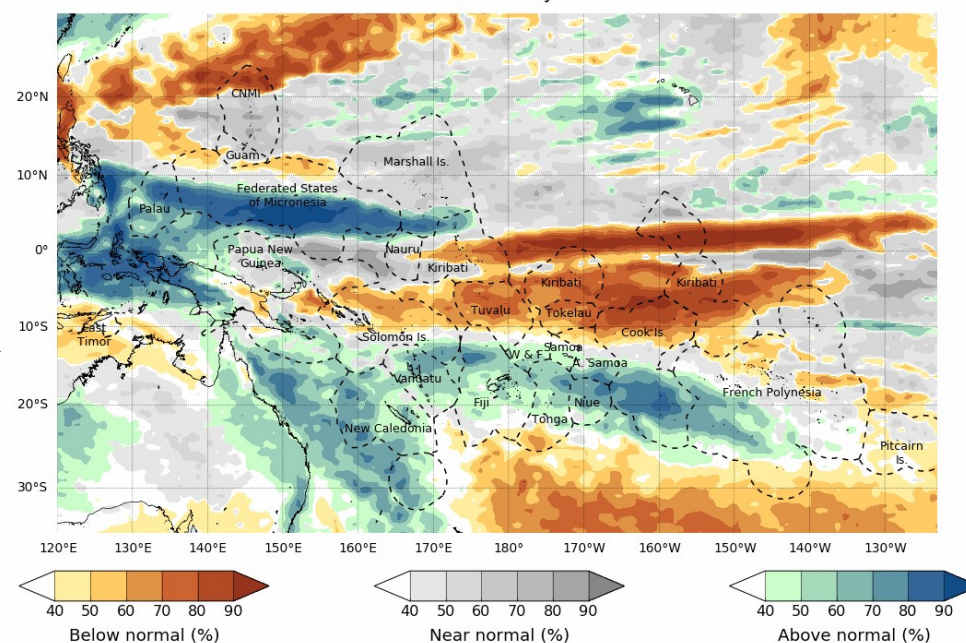 20°N
10°N
0°
10°S
20°S
30°S
CNMI
Guam
Marshall Is.
Federated States
of Micronesia
Palau
Papua New
Guinea
Nauru
Kiribati
Kiribati
Kiribati
Tuvalu
Tokelau
Cook Is.
East
Timor
Solomon Is.
Samoa
W & F
A. Samoa
Vanuatu
Fiji
Niue
French Polynesia
Tonga
New Caledonia
Pitcairn
Is.
120°E 130°E 140°E 150°E 160°E 170°E 180° 170°W 160°W 150°W 140°W 130°W
40 50 60 70 80 90
Below normal (%)
40 50 60 70 80 90
Near normal (%)
40 50 60 70 80 90
Above normal (%)